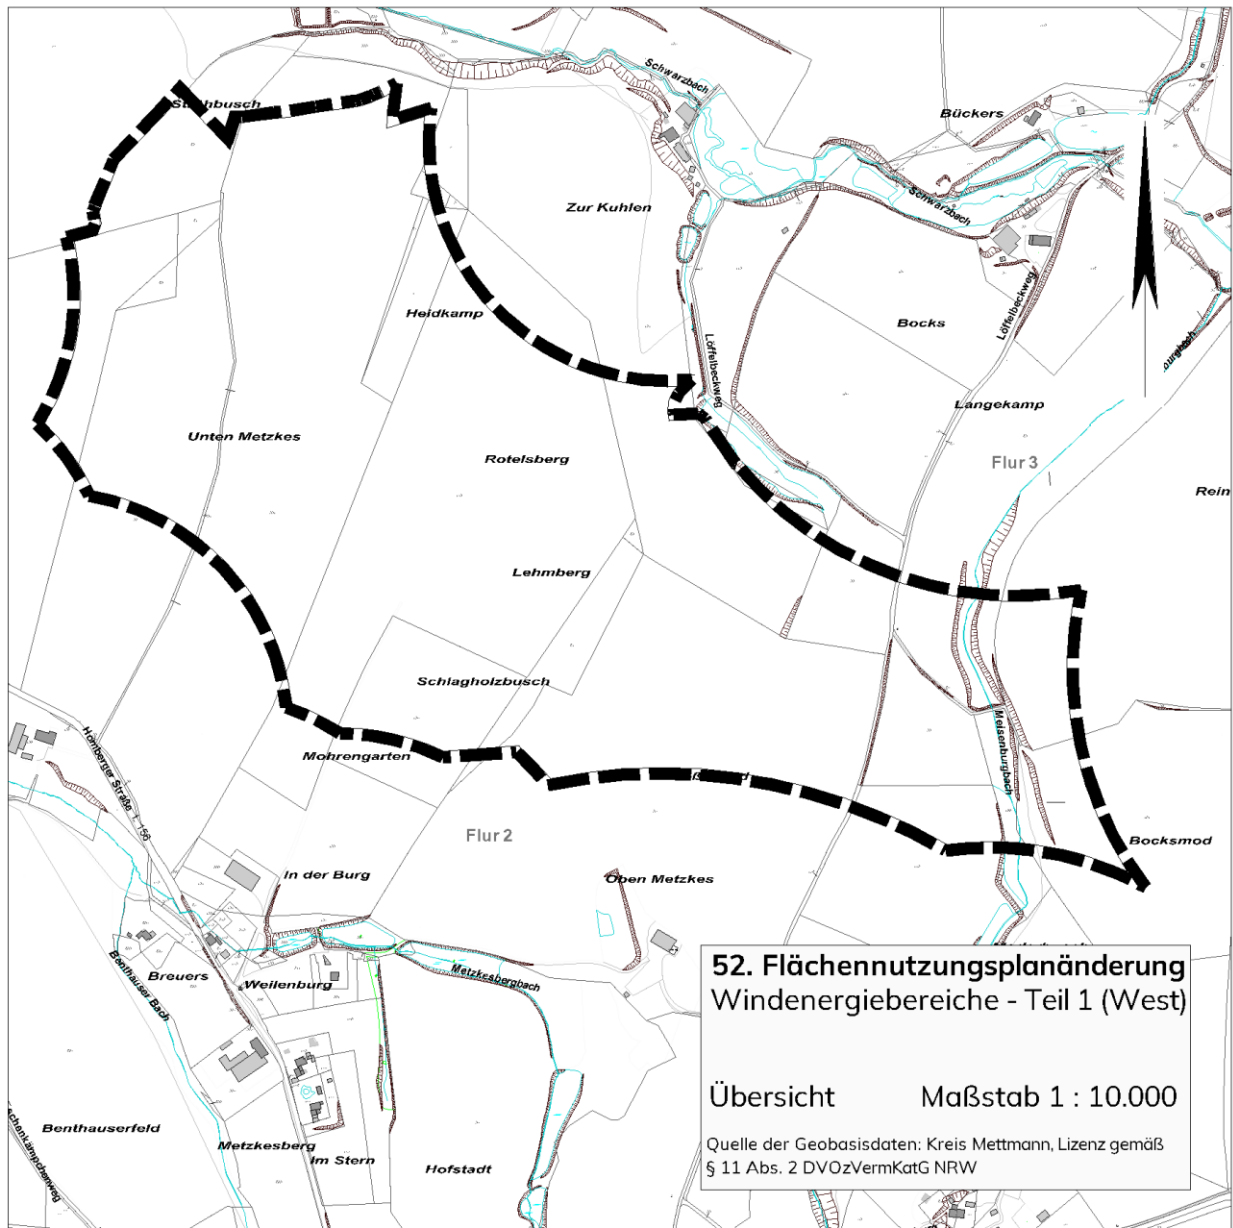 Schwarzbach
Bückers
Zur Kuhlen
Schwarzbach
Heidkamp
Bocks
Löffelbeckweg
Löffelbeckweg
Langekamp
Unten Metzkes
Rotelsberg
Flur 3
Rein
Lehmberg
Schlagholzbusch
Mohrengarten
Meisenburgbach
Homberger Straße L 156
Flur 2
Bocksmod
In der Burg
Oben Metzkes
Breuers
Weilenburg
Metzkesbergbach
Benthauser Bach
Benthauserfeld
Metzkesberg
Im Stern
Hofstadt
52. Flächennutzungsplanänderung
Windenergiebereiche - Teil 1 (West)
Übersicht Maßstab 1 : 10.000
Quelle der Geobasisdaten: Kreis Mettmann, Lizenz gemäß
§ 11 Abs. 2 DVOzVermKatG NRW